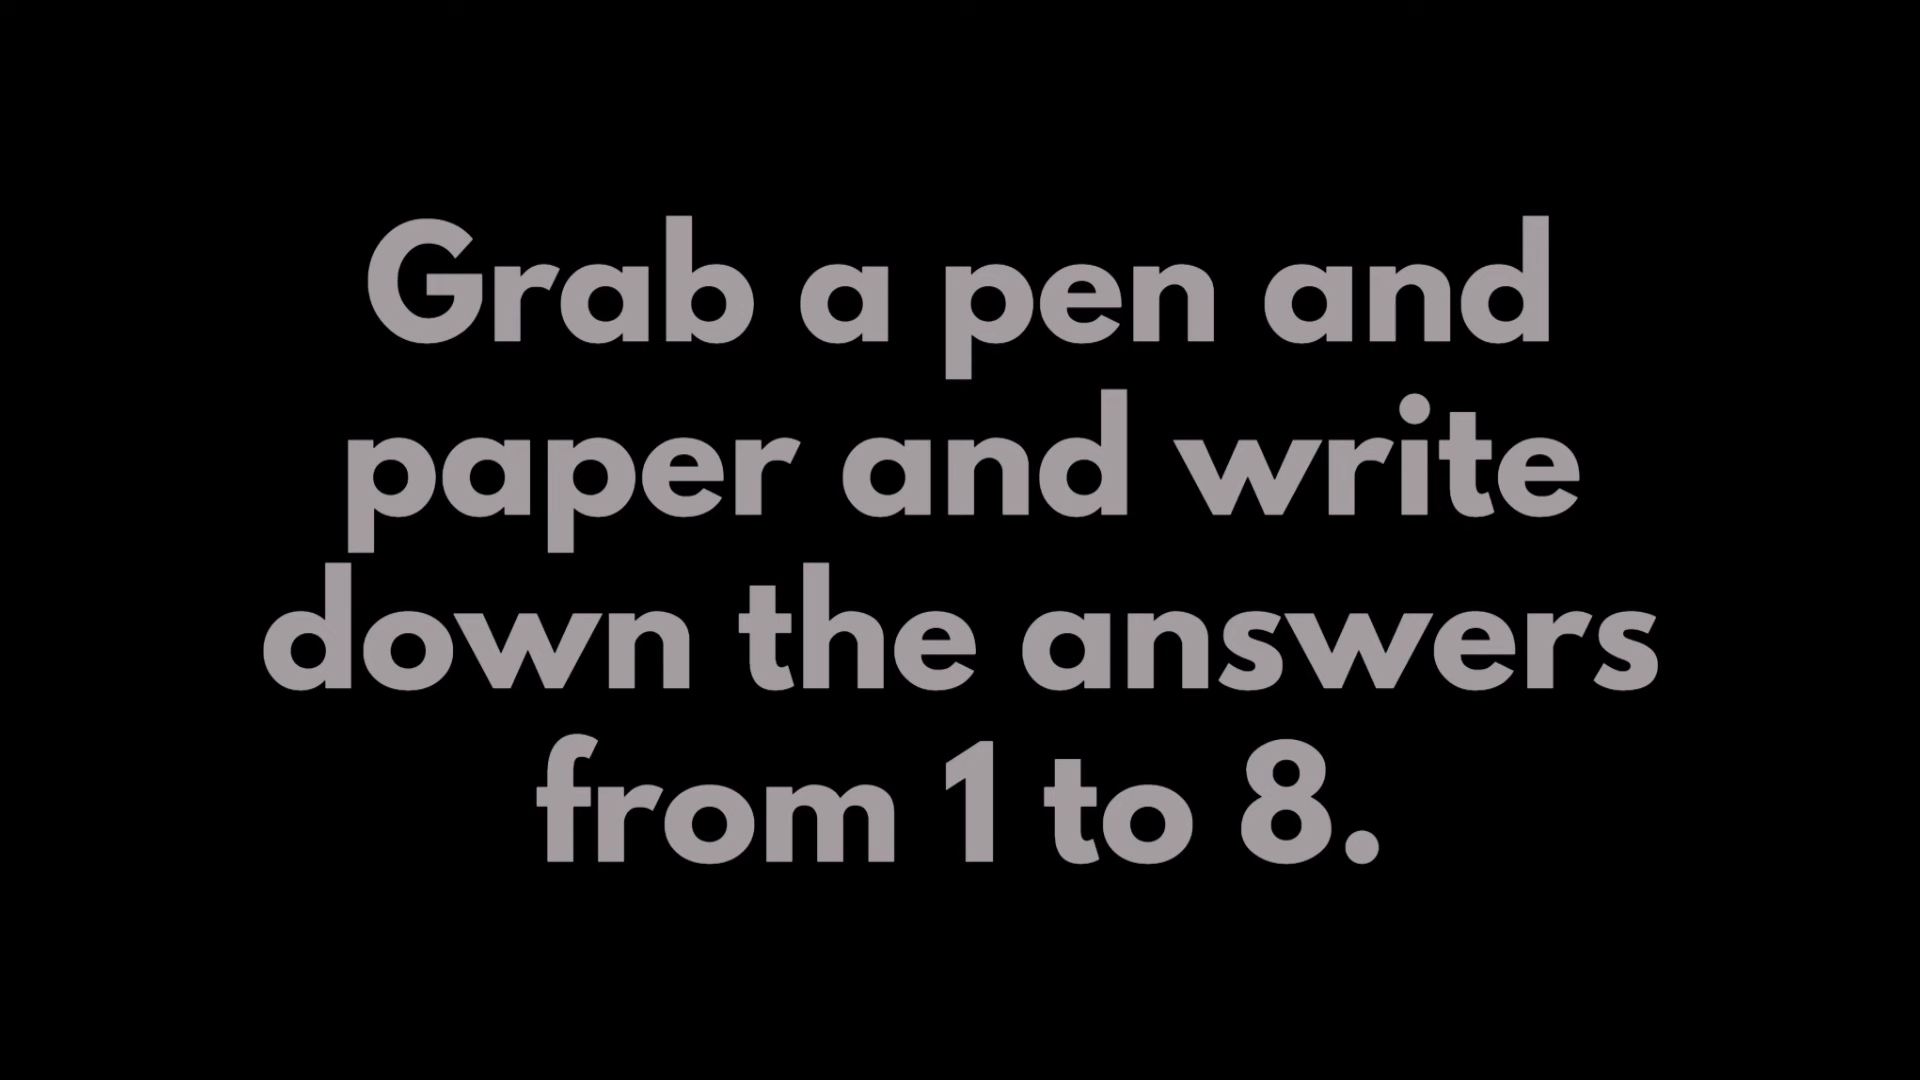 Grab a pen and
paper and write
down the answers
from 1 to 8.